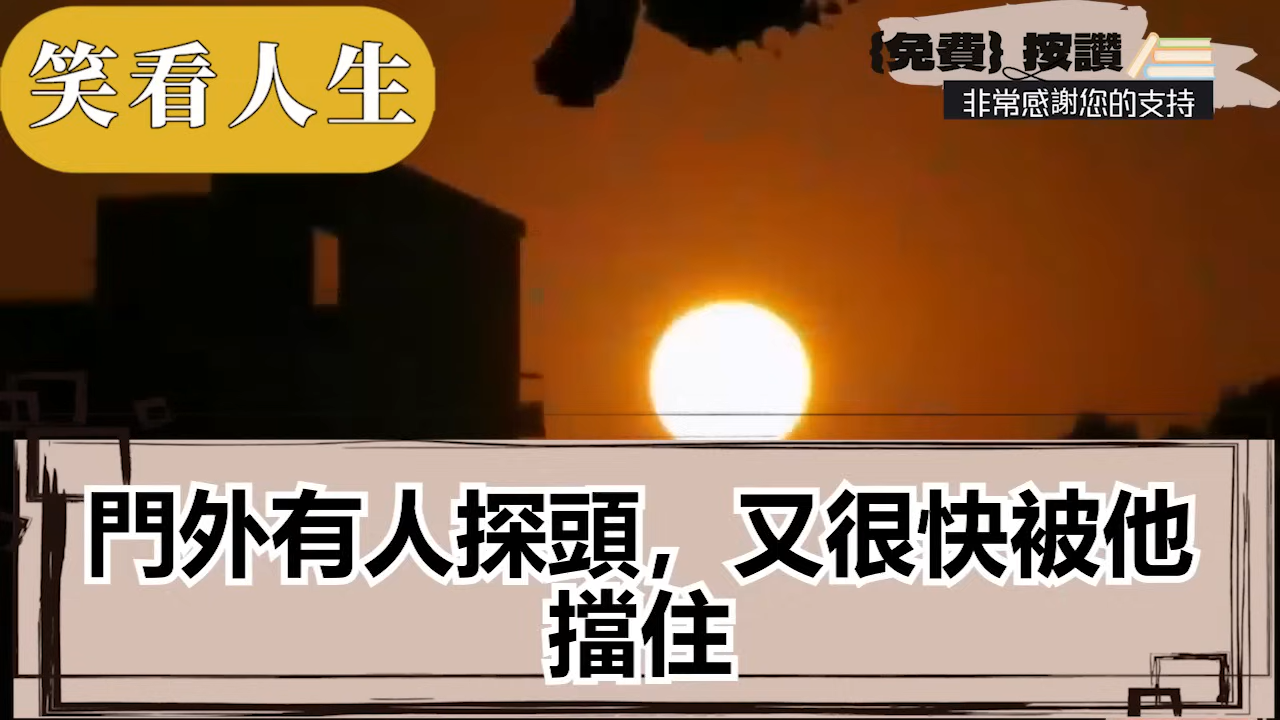 笑看人生
{免費} 按讚
非常感謝您的支持
門外有人探頭，又很快被他
擋住